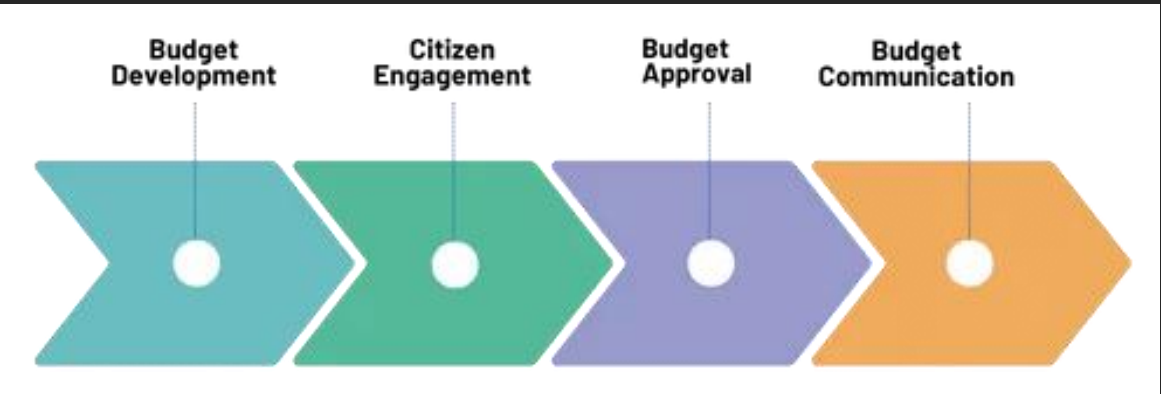 Budget
Development
Citizen
Engagement
Budget
Approval
Budget
Communication